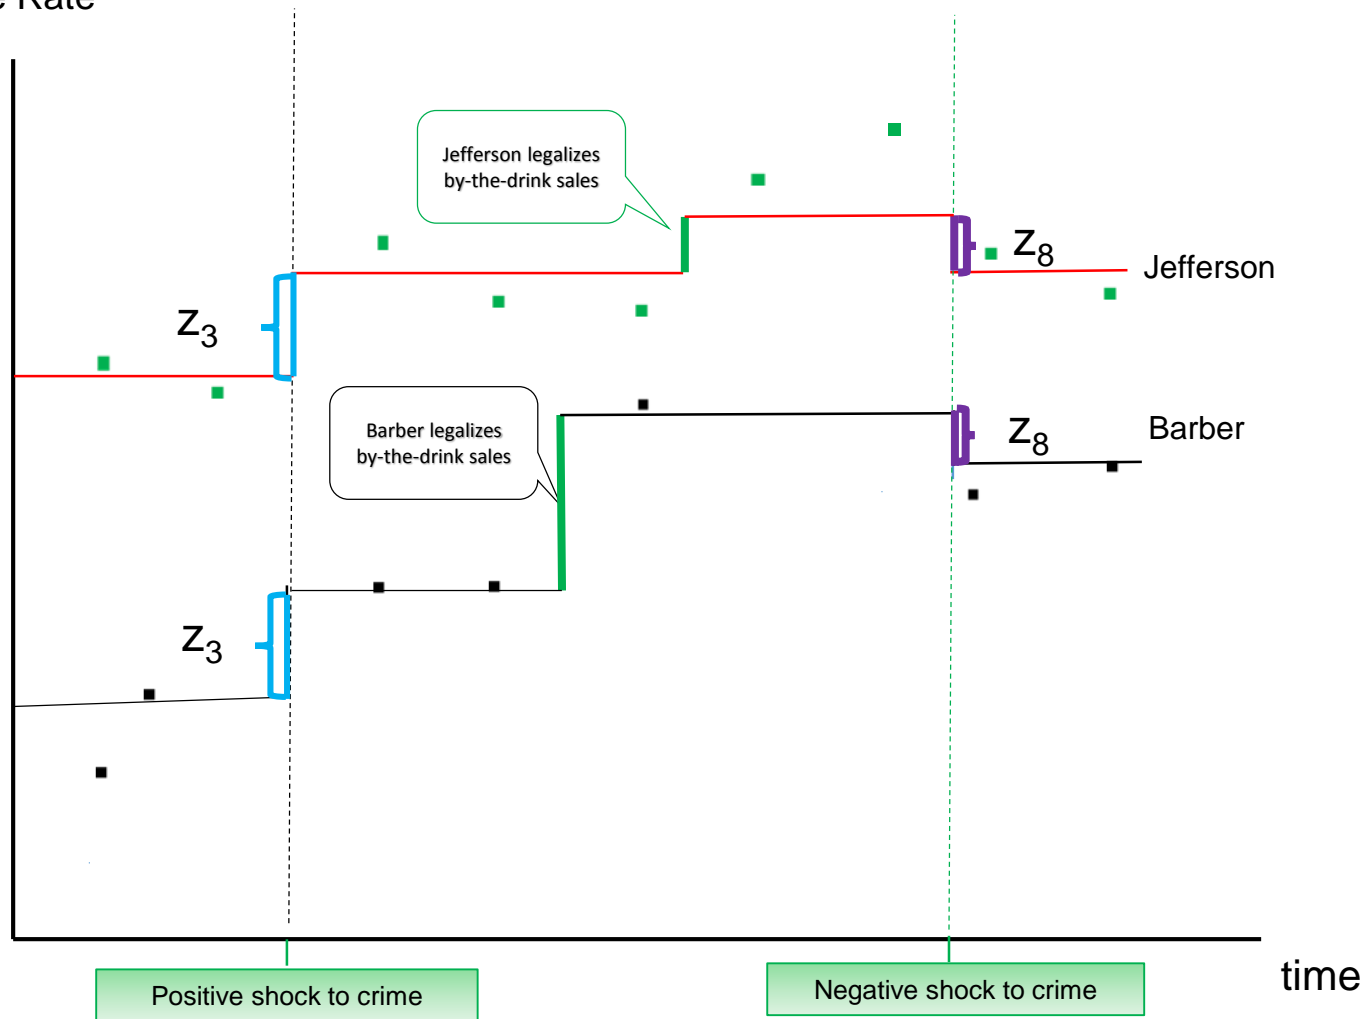 Rate
Jefferson legalizes
by-the-drink sales
z₈
Jefferson
z₃
Barber legalizes
by-the-drink sales
z₈
Barber
z₃
time
Positive shock to crime
Negative shock to crime